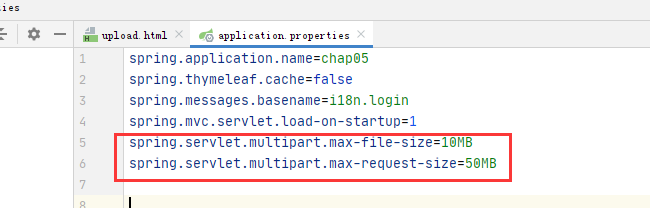 ies
upload.html application.properties
1 spring.application.name=chap05
2 spring.thymeleaf.cache=false
3 spring.messages.basename=i18n.login
4 spring.mvc.servlet.load-on-startup=1
5 spring.servlet.multipart.max-file-size=10MB
6 spring.servlet.multipart.max-request-size=50MB
7
8